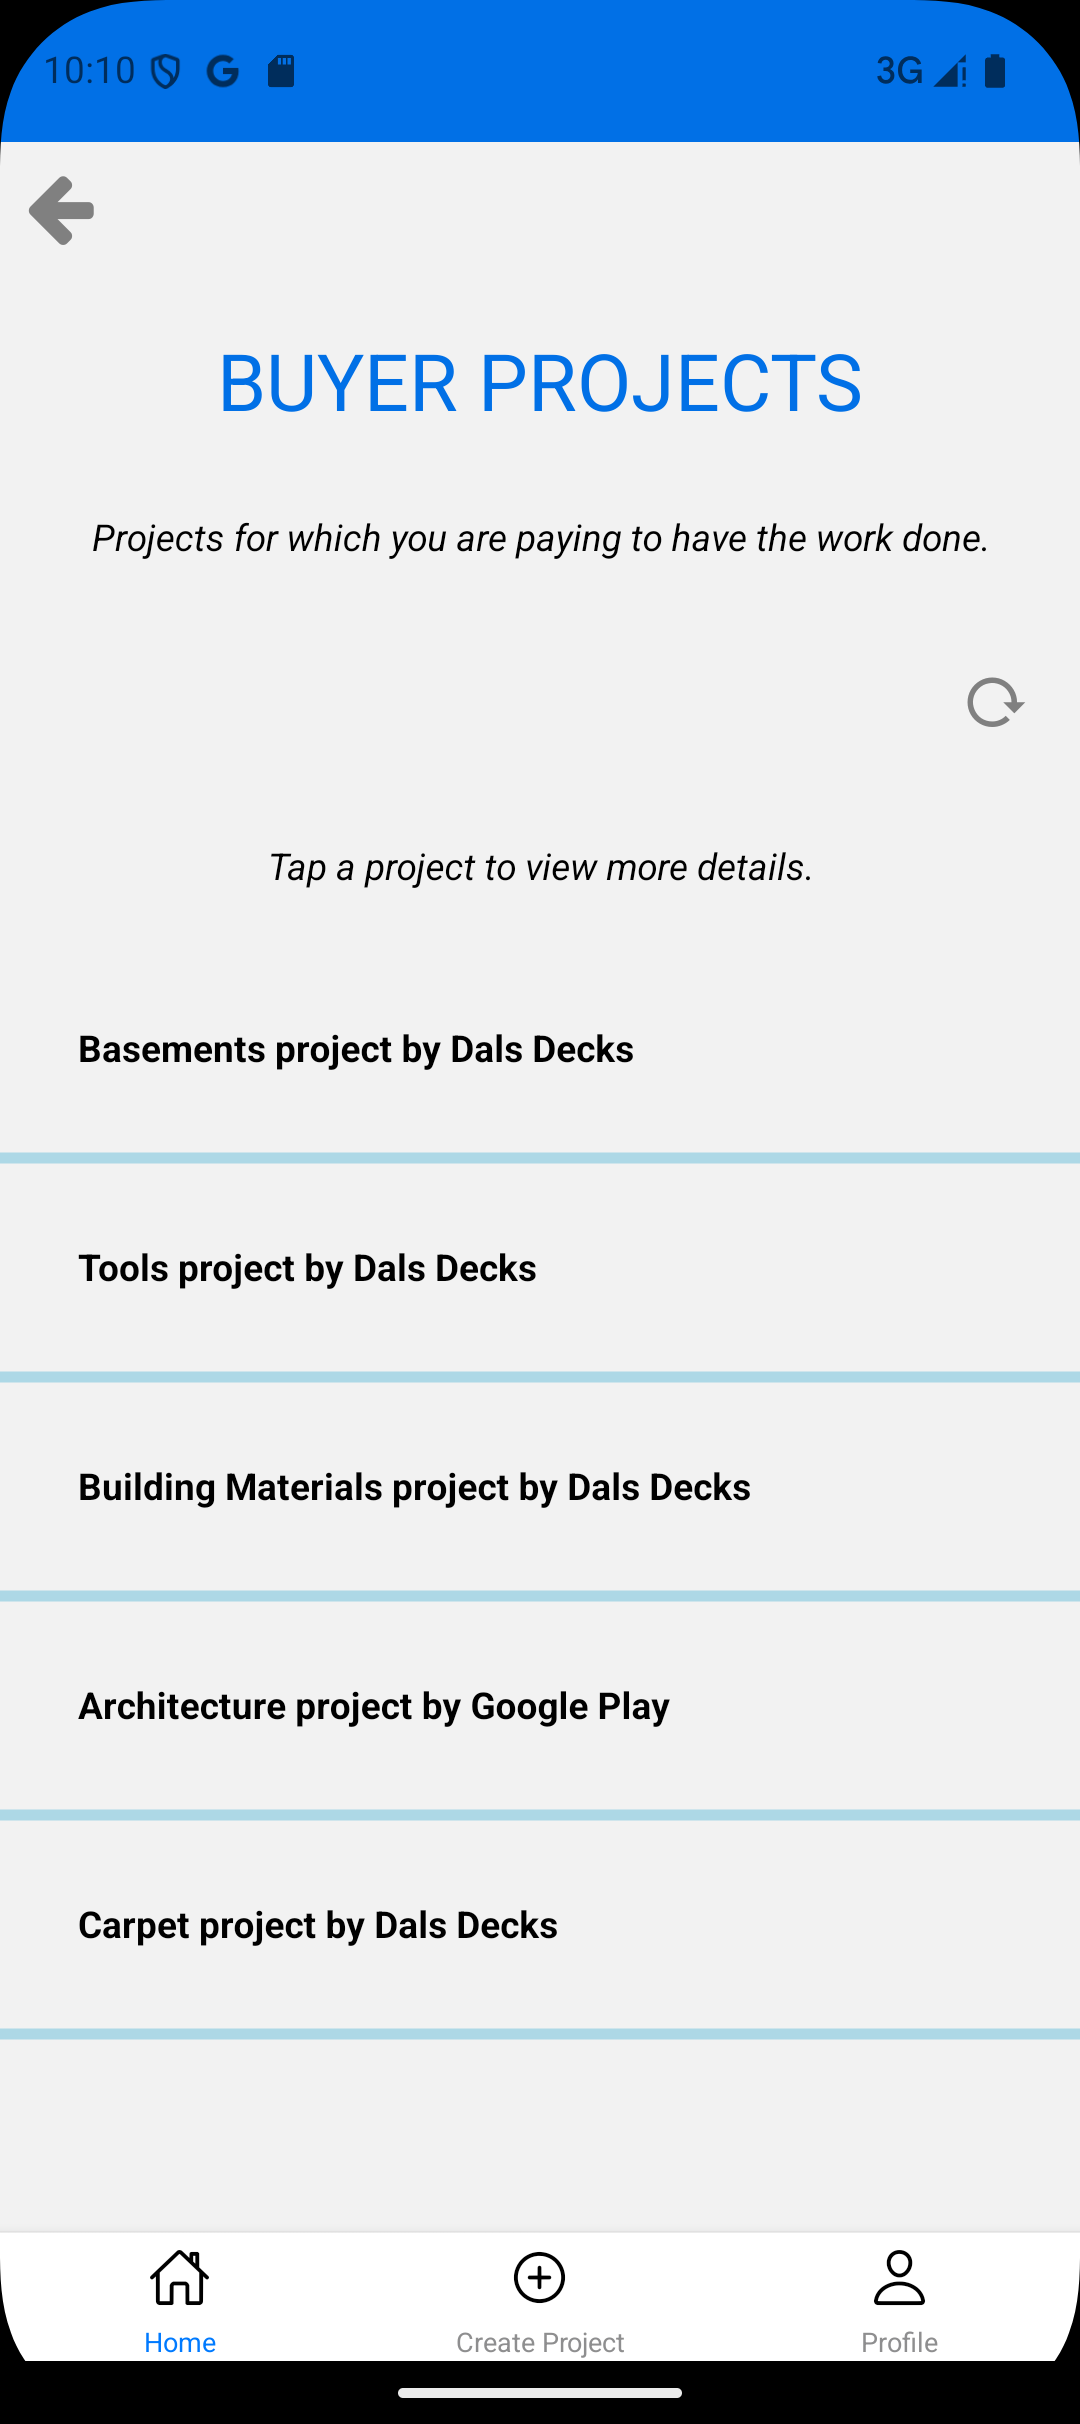 10:10
3G
BUYER PROJECTS
Projects for which you are paying to have the work done.
Tap a project to view more details.
Basements project by Dals Decks
Tools project by Dals Decks
Building Materials project by Dals Decks
Architecture project by Google Play
Carpet project by Dals Decks
Home
Create Project
Profile